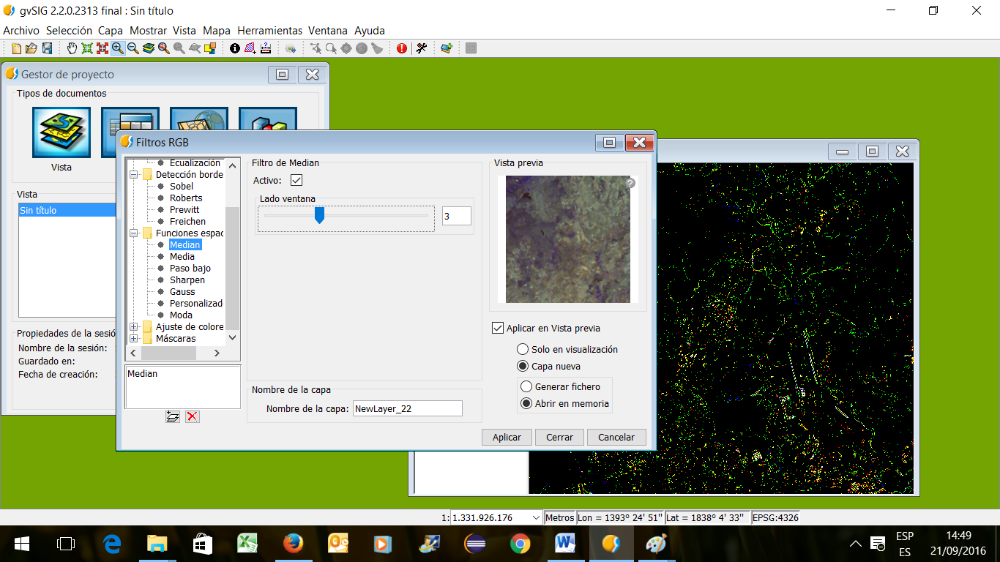 gvSIG 2.2.0.2313 final : Sin título
Archivo Selección Capa Mostrar Vista Mapa Herramientas Ventana Ayuda
Gestor de proyecto
Tipos de documentos
Vista
Vista
Sin título
Propiedades de la sesió
Nombre de la sesión:
Guardado en:
Fecha de creación:
Filtros RGB
Ecualización
Detección borde
Sobel
Roberts
Prewitt
Freichen
Funciones espac
Median
Media
Paso bajo
Sharpen
Gauss
Personalizado
Moda
Ajuste de colore
Máscaras
Median
Filtro de Median
Activo:
Lado ventana
3
Nombre de la capa
Nombre de la capa: NewLayer_22
Vista previa
?
Aplicar en Vista previa
Solo en visualización
Capa nueva
Generar fichero
Abrir en memoria
Aplicar Cerrar Cancelar
1: 1.331.926.176 Metros Lon = 1393° 24' 51'' Lat = 1838° 4' 33'' EPSG:4326
ESP
ES
14:49
21/09/2016